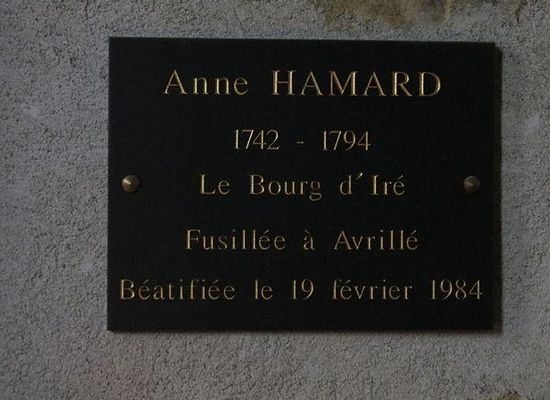 Anne HAMARD
1742 - 1794
Le Bourg d'Iré
Fusillée à Avrillé
Béatifiée le 19 février 1984